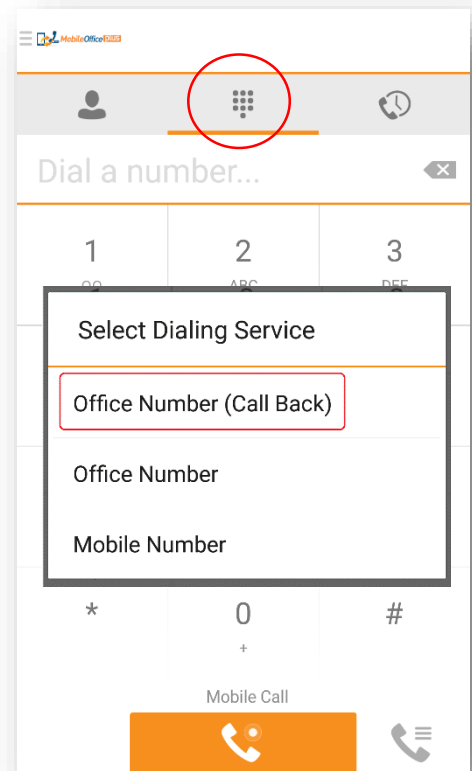 MobileOffice PLUS
Dial a number...
1 2 3
ABC DEF
Select Dialing Service
Office Number (Call Back)
Office Number
Mobile Number
* 0 #
+
Mobile Call